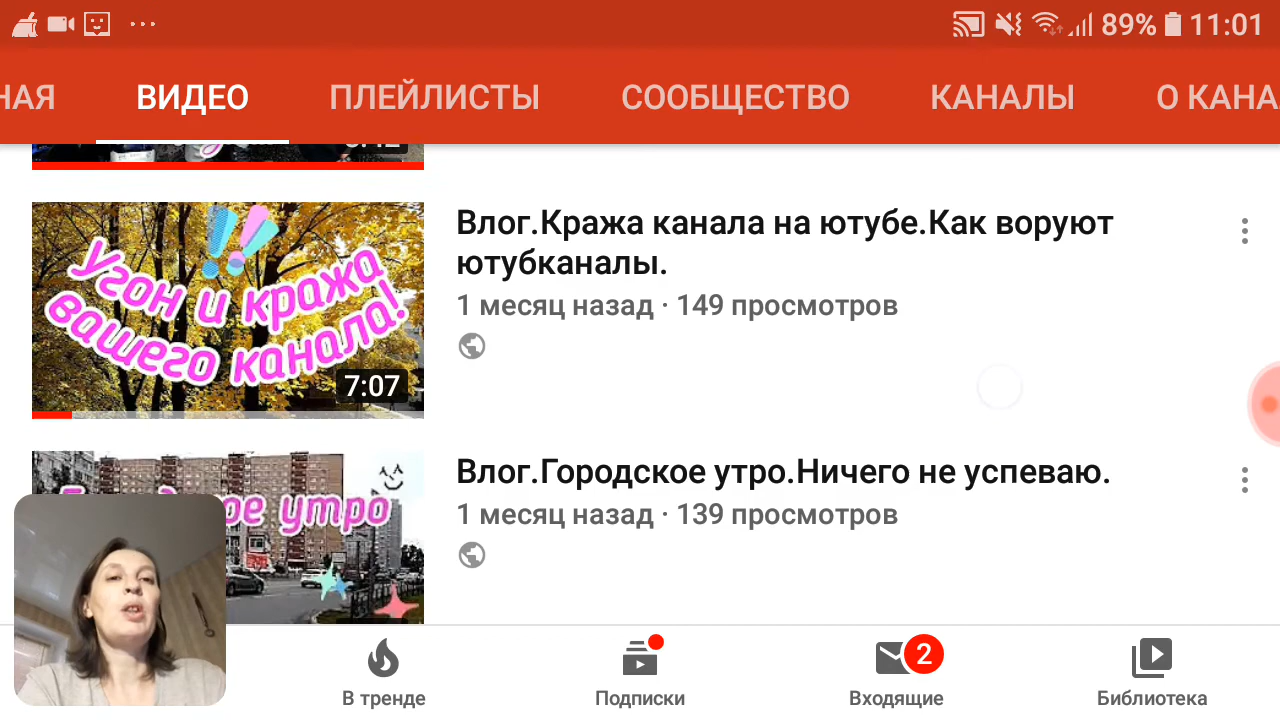 89% 11:01
НАЯ ВИДЕО ПЛЕЙЛИСТЫ СООБЩЕСТВО КАНАЛЫ О КАНА
Угон и кража
вашего канала!
7:07
Влог.Кража канала на ютубе.Как воруют
ютубканалы.
1 месяц назад · 149 просмотров
ое утро
Влог.Городское утро.Ничего не успеваю.
1 месяц назад · 139 просмотров
2
В тренде Подписки Входящие Библиотека